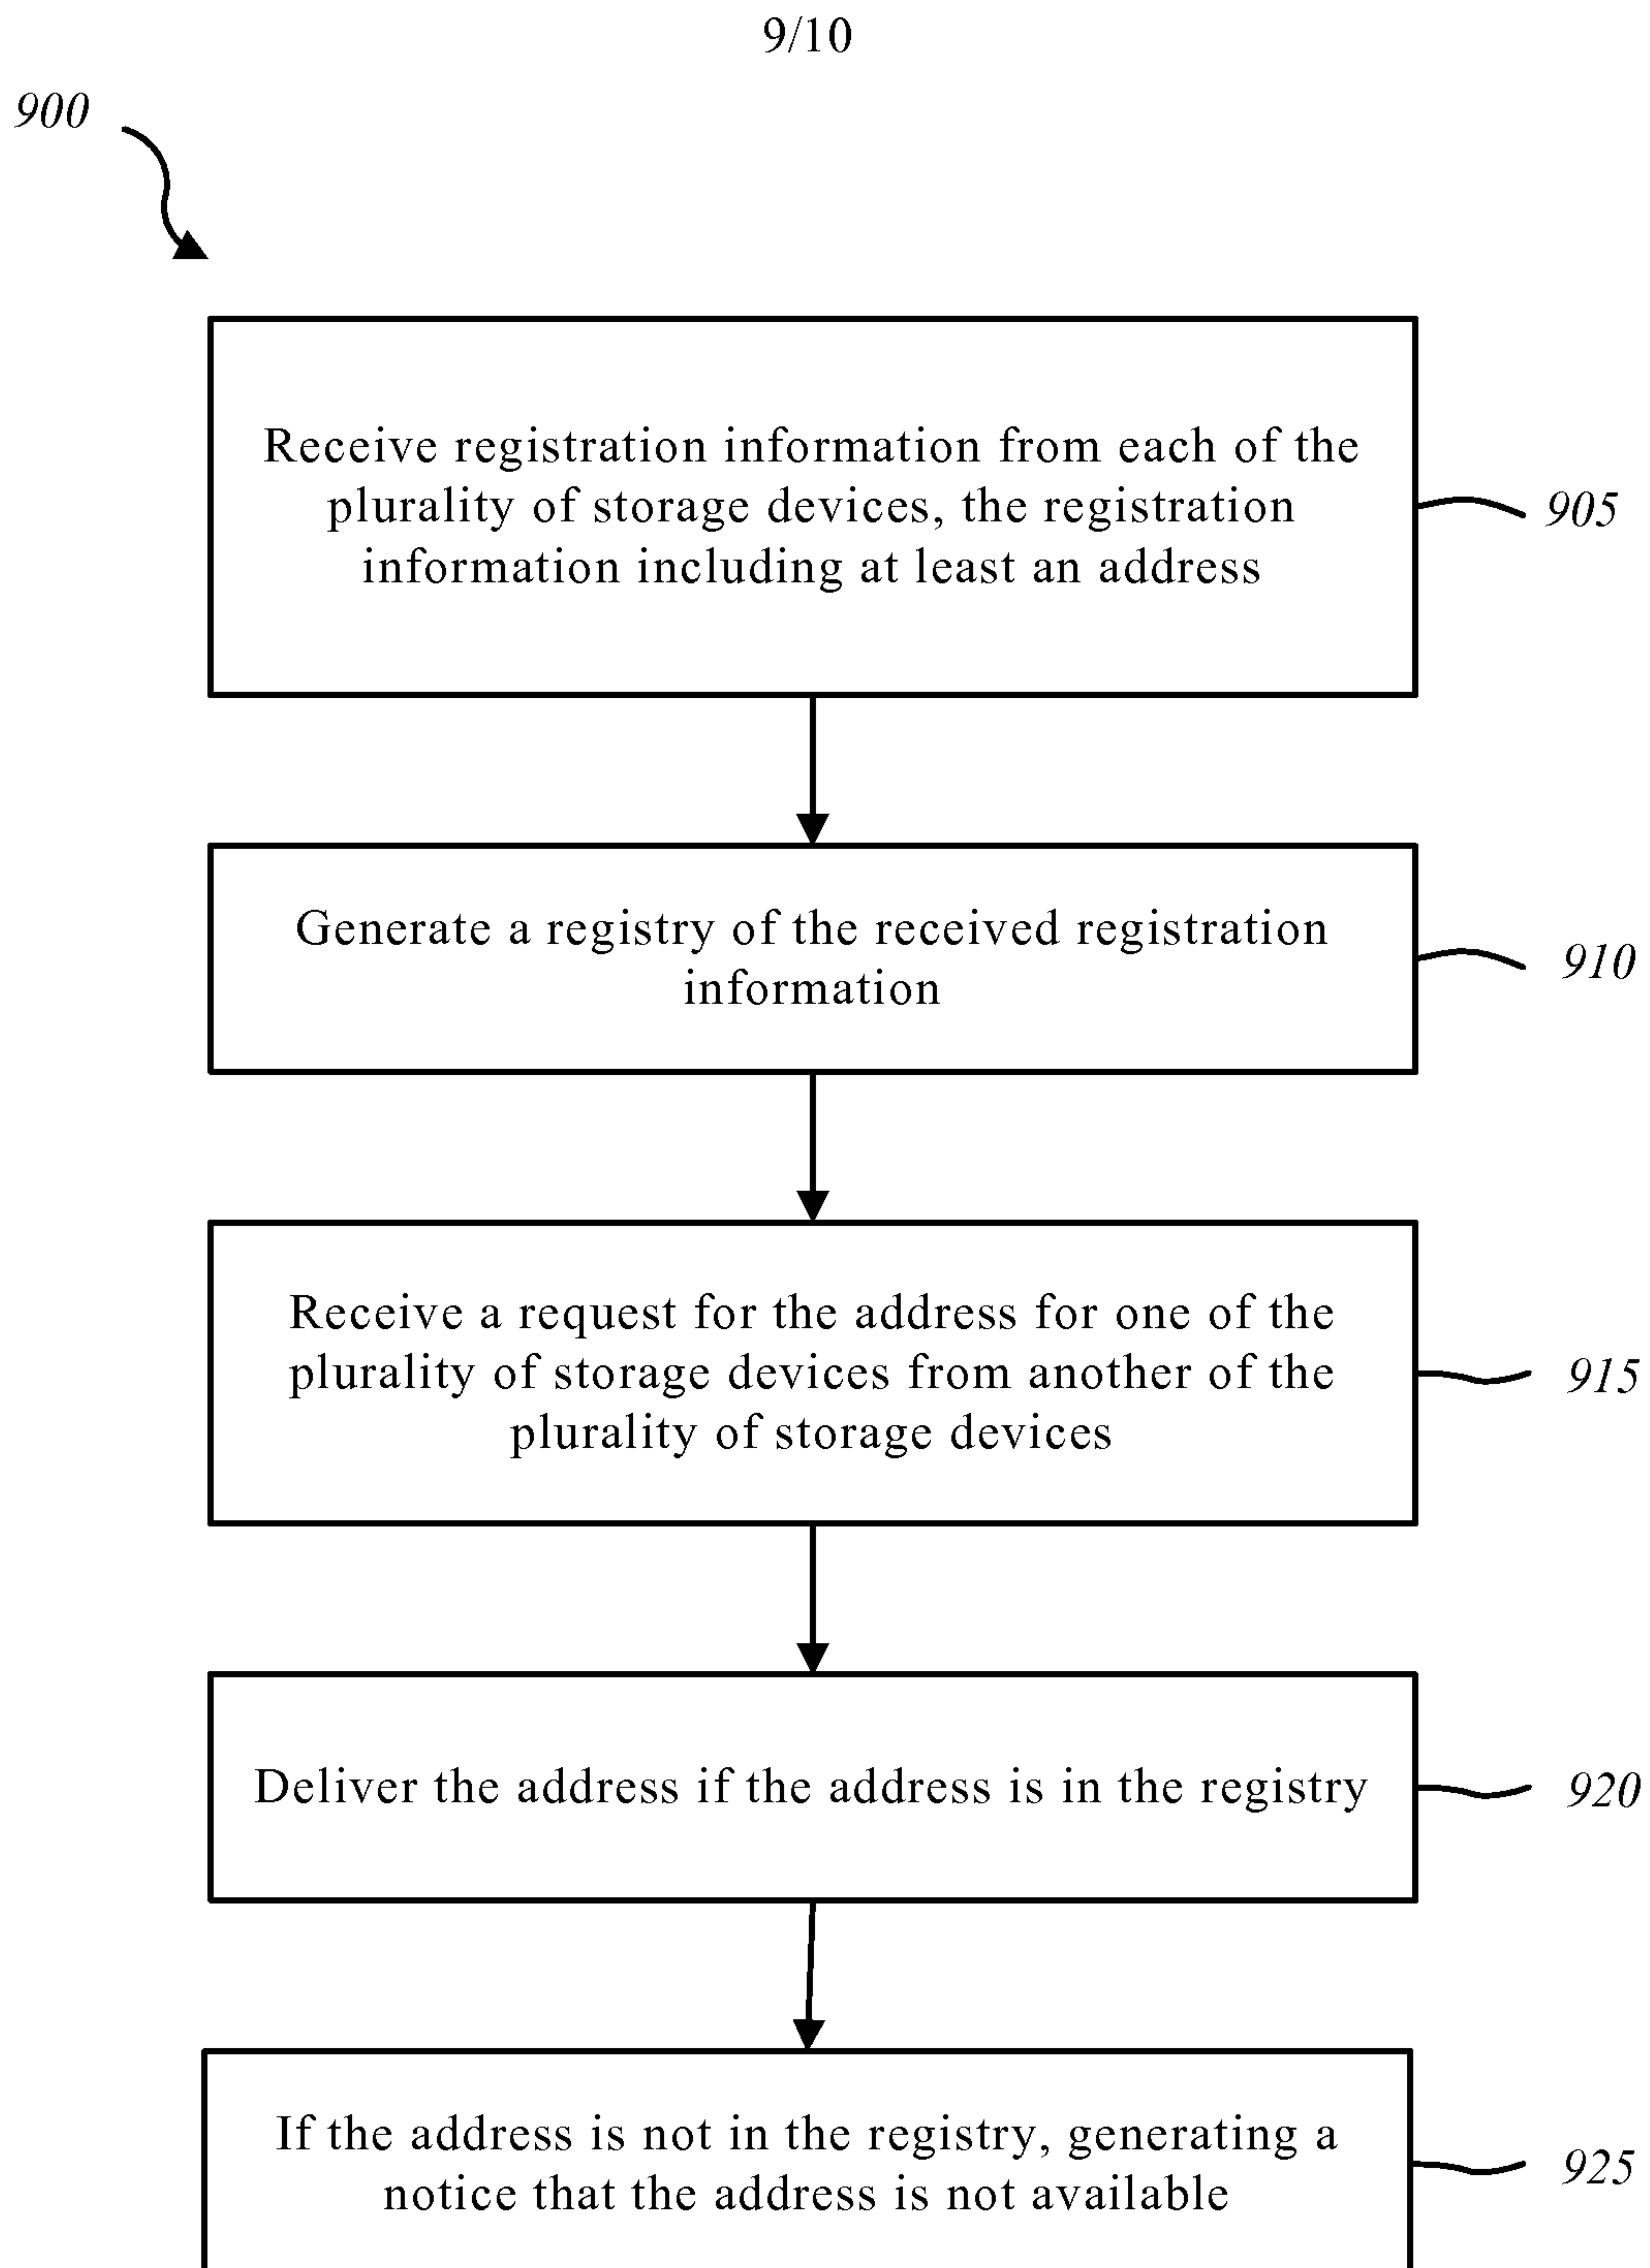 9/10
900
Receive registration information from each of the
plurality of storage devices, the registration
information including at least an address
905
Generate a registry of the received registration
information
910
Receive a request for the address for one of the
plurality of storage devices from another of the
plurality of storage devices
915
Deliver the address if the address is in the registry
920
If the address is not in the registry, generating a
notice that the address is not available
925